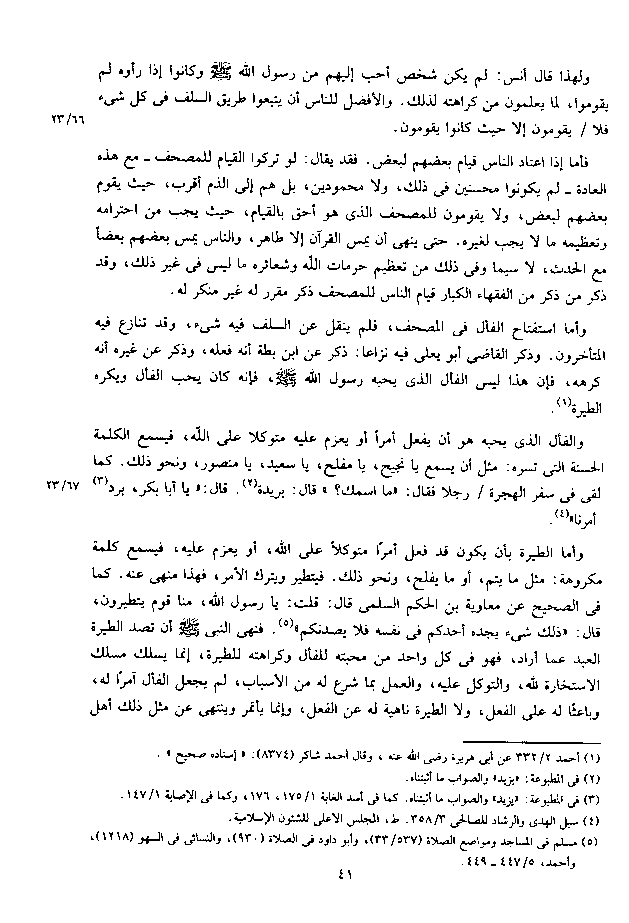 ولهذا قال أنس: لم يكن شخص أحب إليهم من رسول الله ﷺ وكانوا إذا رأوه لم
يقوموا، لما يعلمون من كراهته لذلك. والأفضل للناس أن يتبعوا طريق السلف فى كل شىء
فلا / يقومون إلا حيث كانوا يقومون.
٢٣/٦٦
فأما إذا اعتاد الناس قيام بعضهم لبعض. فقد يقال: لو تركوا القيام للمصحف ـ مع هذه
العادة ـ لم يكونوا محسنين فى ذلك، ولا محمودين، بل هم إلى الذم أقرب، حيث يقوم
بعضهم لبعض، ولا يقومون للمصحف الذى هو أحق بالقيام، حيث يجب من احترامه
وتعظيمه ما لا يجب لغيره. حتى ينهى أن يمس القرآن إلا طاهر، والناس يمس بعضهم بعضاً
مع الحدث، لا سيما وفى ذلك من تعظيم حرمات الله وشعائره ما ليس فى غير ذلك، وقد
ذكر من ذكر من الفقهاء الكبار قيام الناس للمصحف ذكر مقرر له غير منكر له.
وأما استفتاح الفأل فى المصحف، فلم ينقل عن السلف فيه شىء، وقد تنازع فيه
المتأخرون. وذكر القاضي أبو يعلى فيه نزاعا: ذكر عن ابن بطة أنه فعله، وذكر عن غيره أنه
كرهه، فإن هذا ليس الفأل الذى يحبه رسول الله ﷺ، فإنه كان يحب الفأل ويكره
الطيرة(١).
والفأل الذى يحبه هو أن يفعل أمراً أو يعزم عليه متوكلا على الله، فيسمع الكلمة
الحسنة التى تسره: مثل أن يسمع يا نجيح، يا مفلح، يا سعيد، يا منصور، ونحو ذلك. كما
لقى فى سفر الهجرة / رجلا فقال: «ما اسمك؟ » قال: بريدة(٢). قال:« يا أبا بكر، برد(٣)
٢٣/٦٧
أمرنا»(٤).
وأما الطيرة بأن يكون قد فعل أمرًا متوكلاً على الله، أو يعزم عليه، فيسمع كلمة
مكروهة: مثل ما يتم، أو ما يفلح، ونحو ذلك. فيتطير ويترك الأمر، فهذا منهى عنه. كما
فى الصحيح عن معاوية بن الحكم السلمى قال: قلت: يا رسول الله، منا قوم يتطيرون،
قال: «ذلك شىء يجده أحدكم فى نفسه فلا يصدنكم»(٥). فنهى النبى ﷺ أن تصد الطيرة
العبد عما أراد، فهو فى كل واحد من محبته للفأل وكراهته للطيرة، إنما يسلك مسلك
الاستخارة لله، والتوكل عليه، والعمل بما شرع له من الأسباب، لم يجعل الفأل آمرًا له،
وباعثًا له على الفعل، ولا الطيرة ناهية له عن الفعل، وإنما يأتمر وينتهى عن مثل ذلك أهل
(١) أحمد ٣٣٢/٢ عن أبى هريرة رضى الله عنه ، وقال أحمد شاكر (٨٣٧٤): « إسناده صحيح » .
(٢) فى المطبوعة: «يزيد» والصواب ما أثبتناه.
(٣) فى المطبوعة: «يزيد» والصواب ما أثبتناه. كما فى أسد الغابة ١٧٥/١، ١٧٦، وكما فى الإصابة ١٤٧/١.
(٤) سبل الهدى والرشاد للصالحى ٣٥٨/٣. ط، المجلس الاعلى للشئون الإسلامية.
(٥) مسلم فى المساجد ومواضع الصلاة (٣٣/٥٣٧)، وأبو داود فى الصلاة (٩٣٠)، والنسائى فى السهو (١٢١٨)،
وأحمد، ٤٤٧/٥ ـ ٤٤٩.
٤١